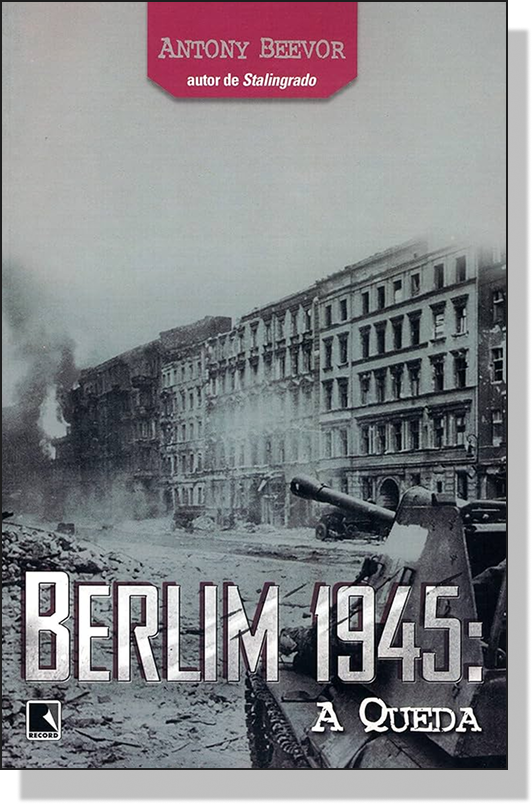 ANTONY BEEVOR
autor de Stalingrado
BERLIM 1945:
A QUEDA
RECORD